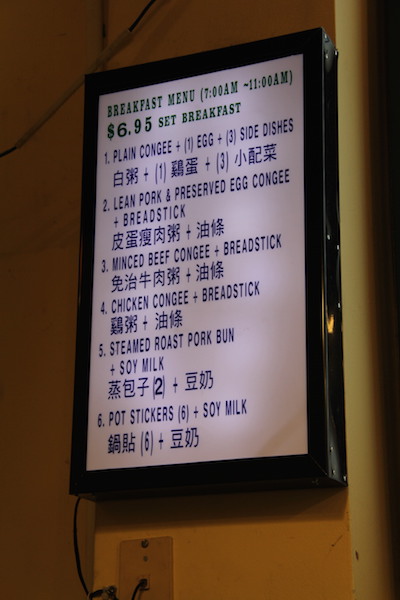 BREAKFAST MENU (7:00AM ~11:00AM)
$6.95 SET BREAKFAST
1. PLAIN CONGEE + (1) EGG + (3) SIDE DISHES
白粥 + (1) 鷄蛋 + (3) 小配菜
2. LEAN PORK & PRESERVED EGG CONGEE
+ BREADSTICK
皮蛋瘦肉粥 + 油條
3. MINCED BEEF CONGEE + BREADSTICK
免治牛肉粥 + 油條
4. CHICKEN CONGEE + BREADSTICK
鷄粥 + 油條
5. STEAMED ROAST PORK BUN
+ SOY MILK
蒸包子(2) + 豆奶
6. POT STICKERS (6) + SOY MILK
鍋貼 (6) + 豆奶